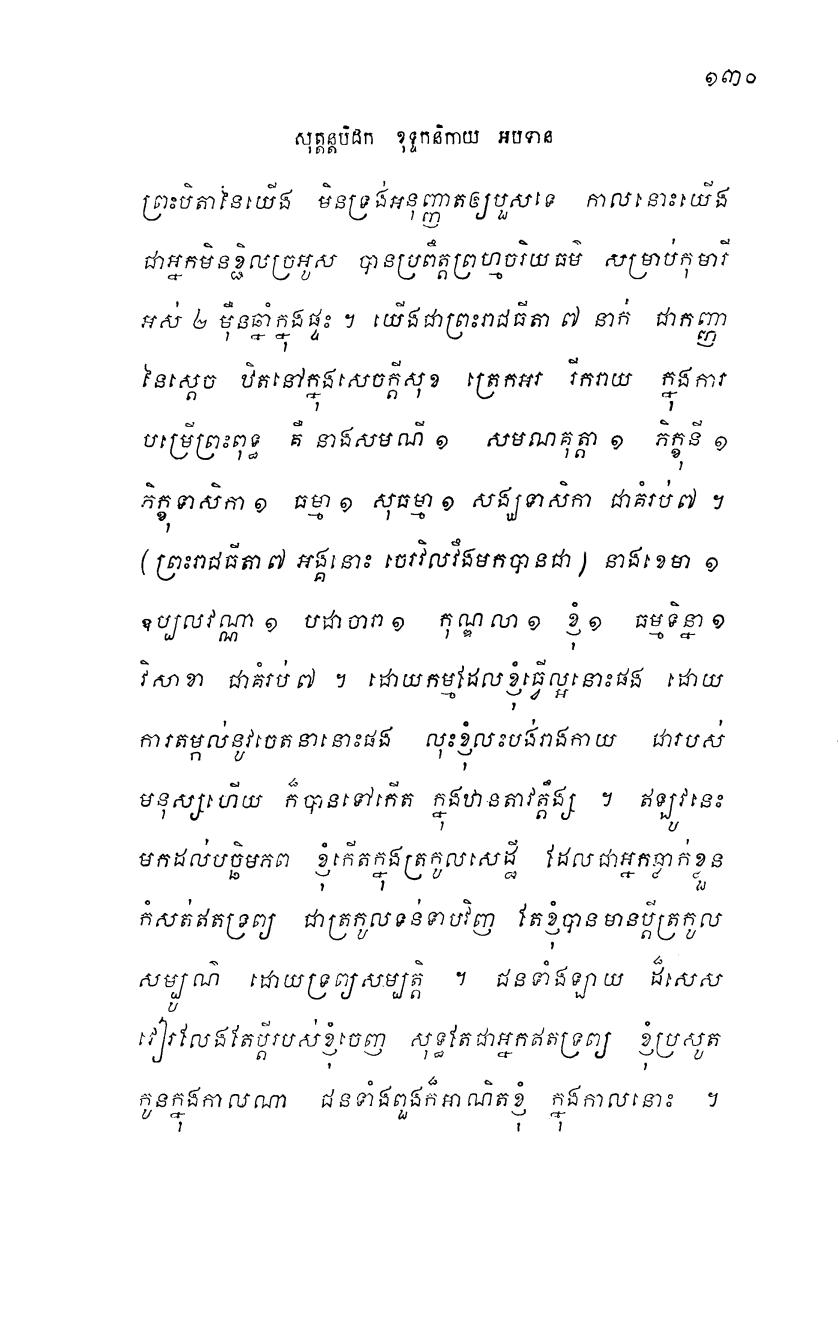 ១៣០
សុត្តន្តបិដក ខុទ្ទកនិកាយ អបទាន
ព្រះបិតានៃយើង មិនទ្រង់អនុញ្ញាតឲ្យបួសទេ កាលនោះយើង
ជាអ្នកមិនខ្ជិលច្រអូស បានប្រពឹត្តព្រហ្មចរិយធម៌ សម្រាប់កុមារី
អស់ ២ ម៉ឺនឆ្នាំក្នុងផ្ទះ ។ យើងជាព្រះរាជធីតា ៧ នាក់ ជាកញ្ញា
នៃស្តេច ឋិតនៅក្នុងសេចក្តីសុខ ត្រេកអរ រីករាយ ក្នុងការ
បម្រើព្រះពុទ្ធ គឺ នាងសមណី ១ សមណគុត្តា ១ ភិក្ខុនី ១
ភិក្ខុទាសិកា ១ ធម្មា ១ សុធម្មា ១ សង្ឃទាសិកា ជាគំរប់ ៧ ។
(ព្រះរាជធីតា ៧ អង្គនោះ ចេរវិលវឹងមកបានជា) នាងខេមា ១
ឧប្បលវណ្ណា ១ បដាចារា ១ កុណ្ឌលា ១ ខ្ញុំ ១ ធម្មទិន្នា ១
វិសាខា ជាគំរប់ ៧ ។ ដោយកម្មដែលខ្ញុំធ្វើល្អនោះផង ដោយ
ការតម្កល់នូវចេតនានោះផង លុះខ្ញុំលះបង់រាងកាយ ជារបស់
មនុស្សហើយ ក៏បានទៅកើត ក្នុងឋានតាវត្តឹង្ស ។ ឥឡូវនេះ
មកដល់បច្ឆិមភព ខ្ញុំកើតក្នុងត្រកូលសេដ្ឋី ដែលជាអ្នកធ្លាក់ខ្លួន
កំសត់ឥតទ្រព្យ ជាត្រកូលទន់ទាបវិញ តែខ្ញុំបានមានប្តីត្រកូល
សម្បូណ៌ ដោយទ្រព្យសម្បត្តិ ។ ជនទាំងឡាយ ដ៏សេស
វៀរលែងតែប្តីរបស់ខ្ញុំចេញ សុទ្ធតែជាអ្នកឥតទ្រព្យ ខ្ញុំប្រសូត
កូនក្នុងកាលណា ជនទាំងពួងក៏អាណិតខ្ញុំ ក្នុងកាលនោះ ។